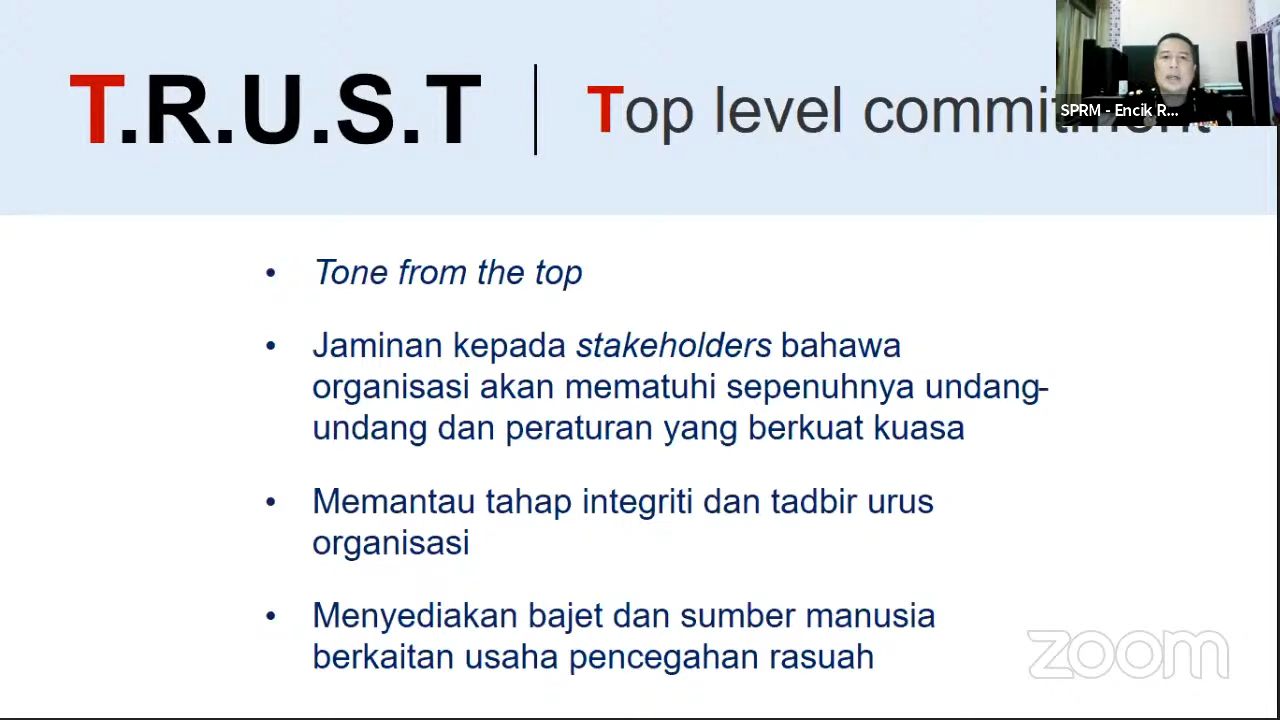 T.R.U.S.T
Top level commitment
SPRM - Encik R...
• Tone from the top
• Jaminan kepada stakeholders bahawa
organisasi akan mematuhi sepenuhnya undang-
undang dan peraturan yang berkuat kuasa
• Memantau tahap integriti dan tadbir urus
organisasi
• Menyediakan bajet dan sumber manusia
berkaitan usaha pencegahan rasuah
zoom